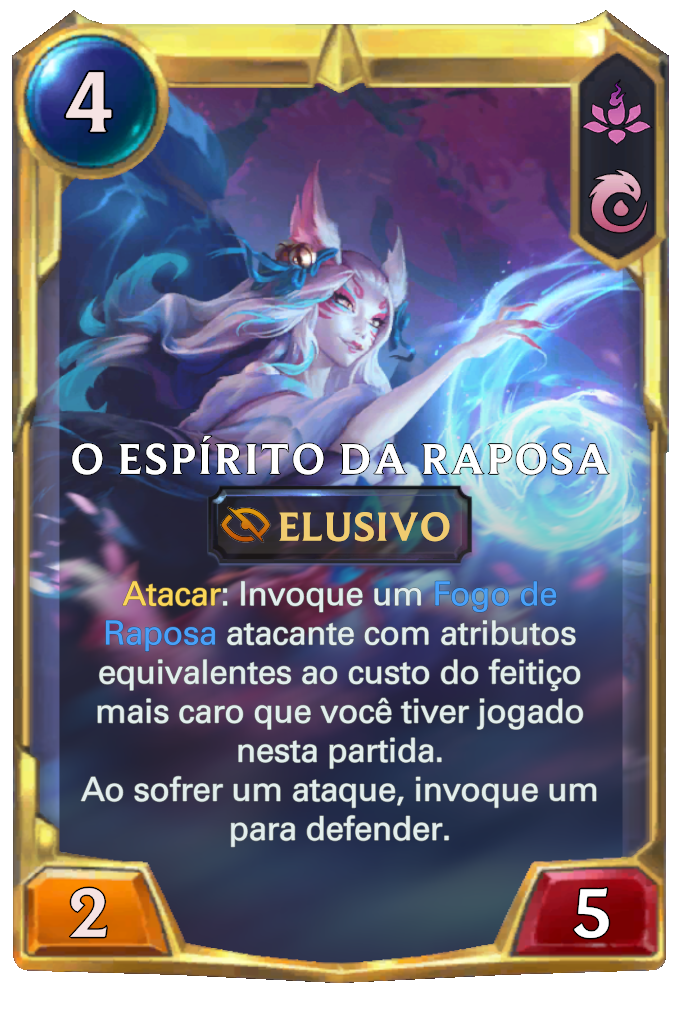 4
O ESPÍRITO DA RAPOSA
ELUSIVO
Atacar: Invoque um Fogo de
Raposa atacante com atributos
equivalentes ao custo do feitiço
mais caro que você tiver jogado
nesta partida.
Ao sofrer um ataque, invoque um
para defender.
2
5